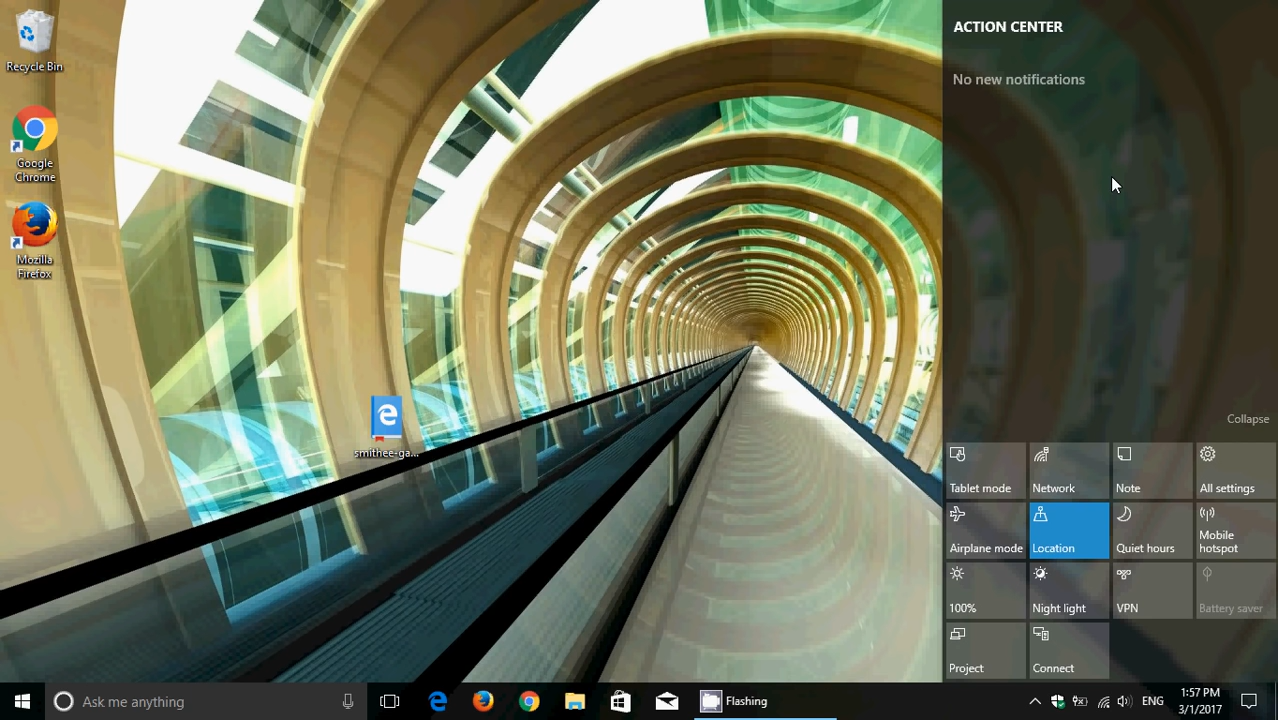 Recycle Bin
Google
Chrome
Mozilla
Firefox
smithee-ga...
ACTION CENTER
No new notifications
Collapse
Tablet mode
Network
Note
All settings
Airplane mode
Location
Quiet hours
Mobile
hotspot
100%
Night light
VPN
Battery saver
Project
Connect
Ask me anything
Flashing
ENG
1:57 PM
3/1/2017